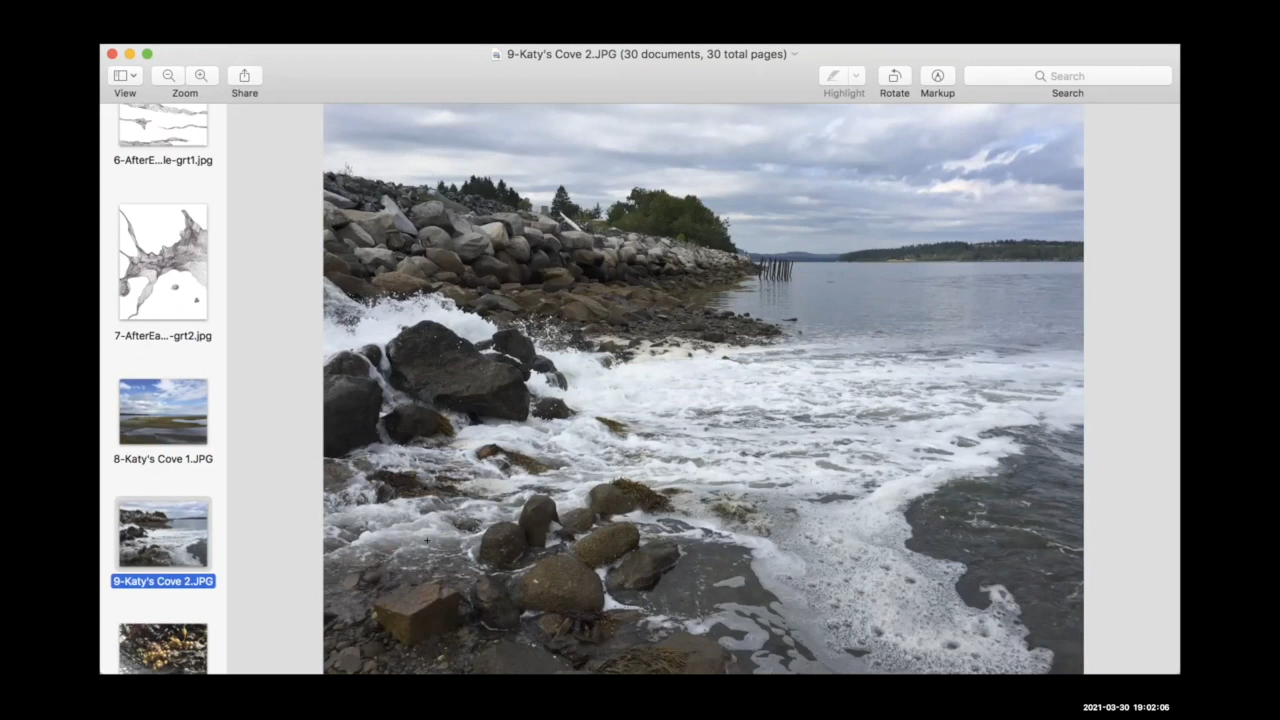 9-Katy's Cove 2.JPG (30 documents, 30 total pages)
View
Zoom
Share
Highlight
Rotate
Markup
Search
Search
6-AfterE...le-grt1.jpg
7-AfterEa...-grt2.jpg
8-Katy's Cove 1.JPG
9-Katy's Cove 2.JPG
2021-03-30 19:02:06